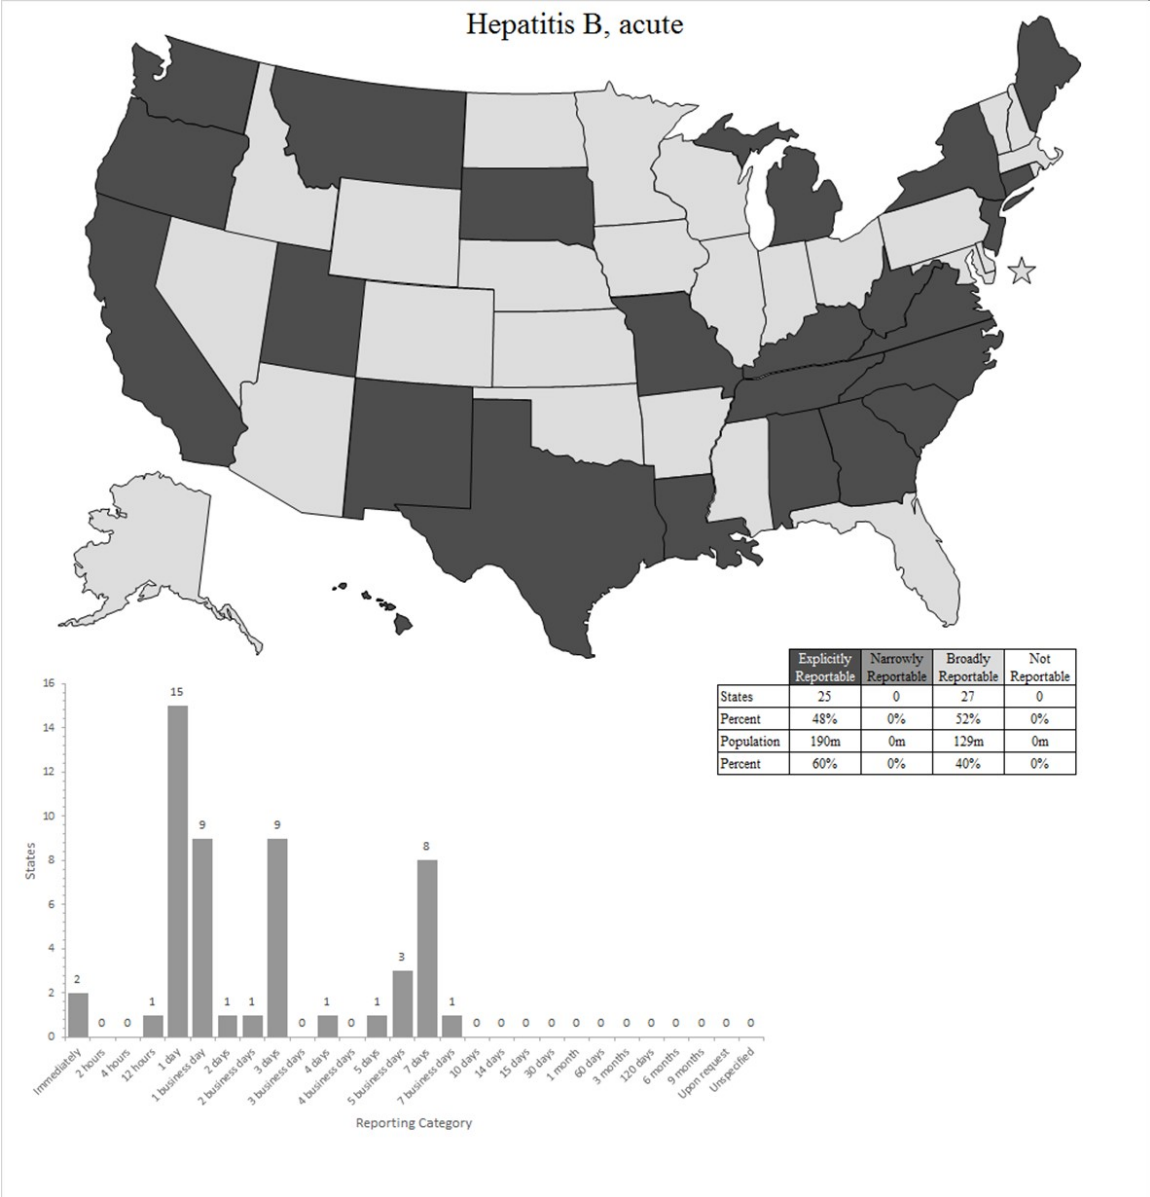 Hepatitis B, acute
Explicitly Reportable Narrowly Reportable Broadly Reportable Not Reportable
States 25 0 27 0
Percent 48% 0% 52% 0%
Population 190m 0m 129m 0m
Percent 60% 0% 40% 0%
16
14
12
10
8
6
4
2
0
States
2 0 0 1 15 9 1 1 9 0 1 0 1 3 8 1 0 0 0 0 0 0 0 0 0 0 0 0
Immediately
2 hours
4 hours
12 hours
1 day
1 business day
2 days
2 business days
3 days
3 business days
4 days
4 business days
5 days
5 business days
7 days
7 business days
10 days
14 days
15 days
30 days
1 month
60 days
3 months
120 days
6 months
9 months
Upon request
Unspecified
Reporting Category